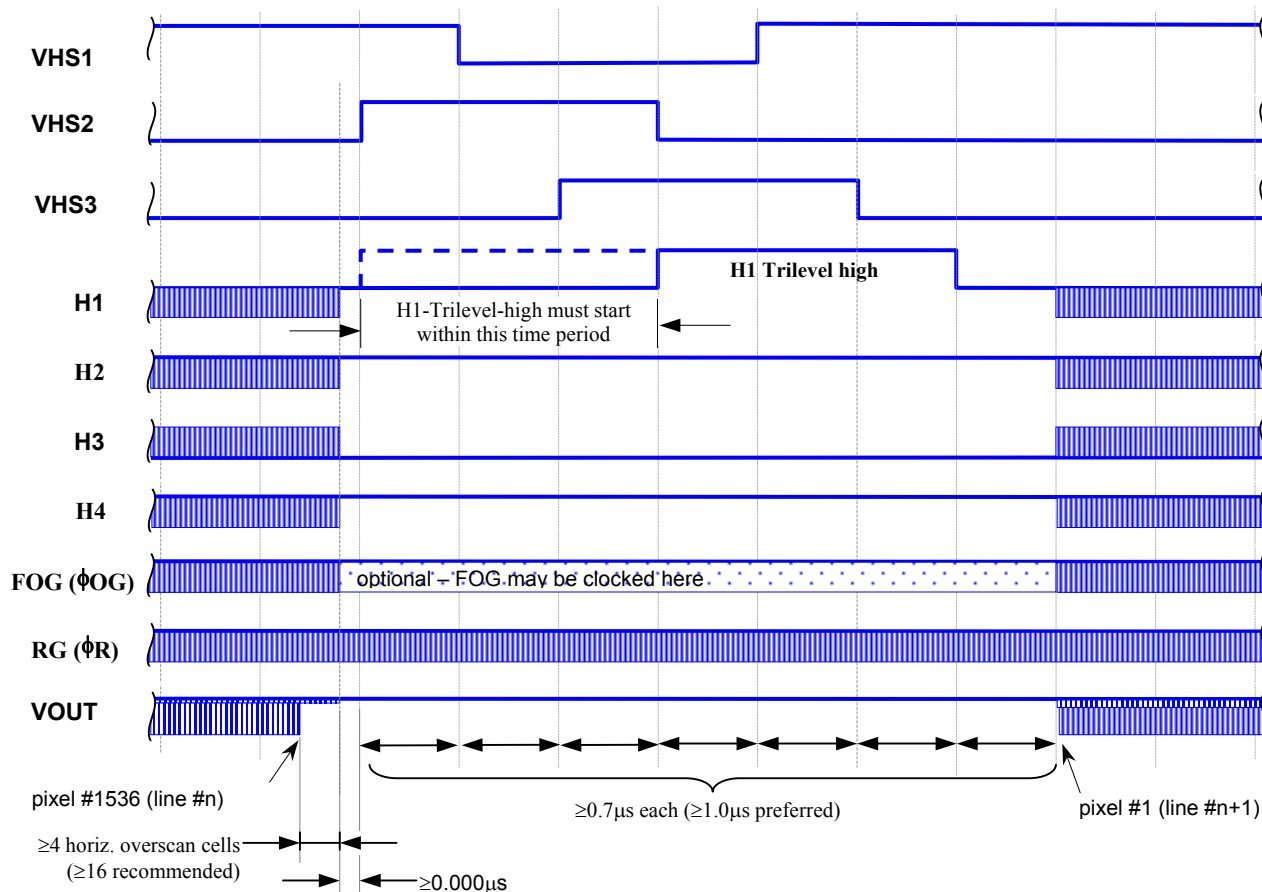 VHS1
VHS2
VHS3
H1 Trilevel high
H1
H1-Trilevel-high must start
within this time period
H2
H3
H4
FOG (ϕOG)
optional – FOG may be clocked here
RG (ϕR)
VOUT
pixel #1536 (line #n)
≥0.7µs each (≥1.0µs preferred)
pixel #1 (line #n+1)
≥4 horiz. overscan cells
(≥16 recommended)
≥0.000µs